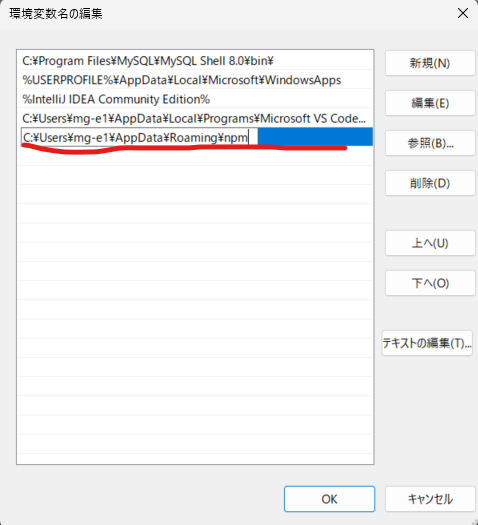 環境変数名の編集
C:¥Program Files¥MySQL¥MySQL Shell 8.0¥bin¥
%USERPROFILE%¥AppData¥Local¥Microsoft¥WindowsApps
%IntelliJ IDEA Community Edition%
C:¥Users¥mg-e1¥AppData¥Local¥Programs¥Microsoft VS Code...
C:¥Users¥mg-e1¥AppData¥Roaming¥npm
新規(N)
編集(E)
参照(B)...
削除(D)
上へ(U)
下へ(O)
テキストの編集(T)...
OK
キャンセル